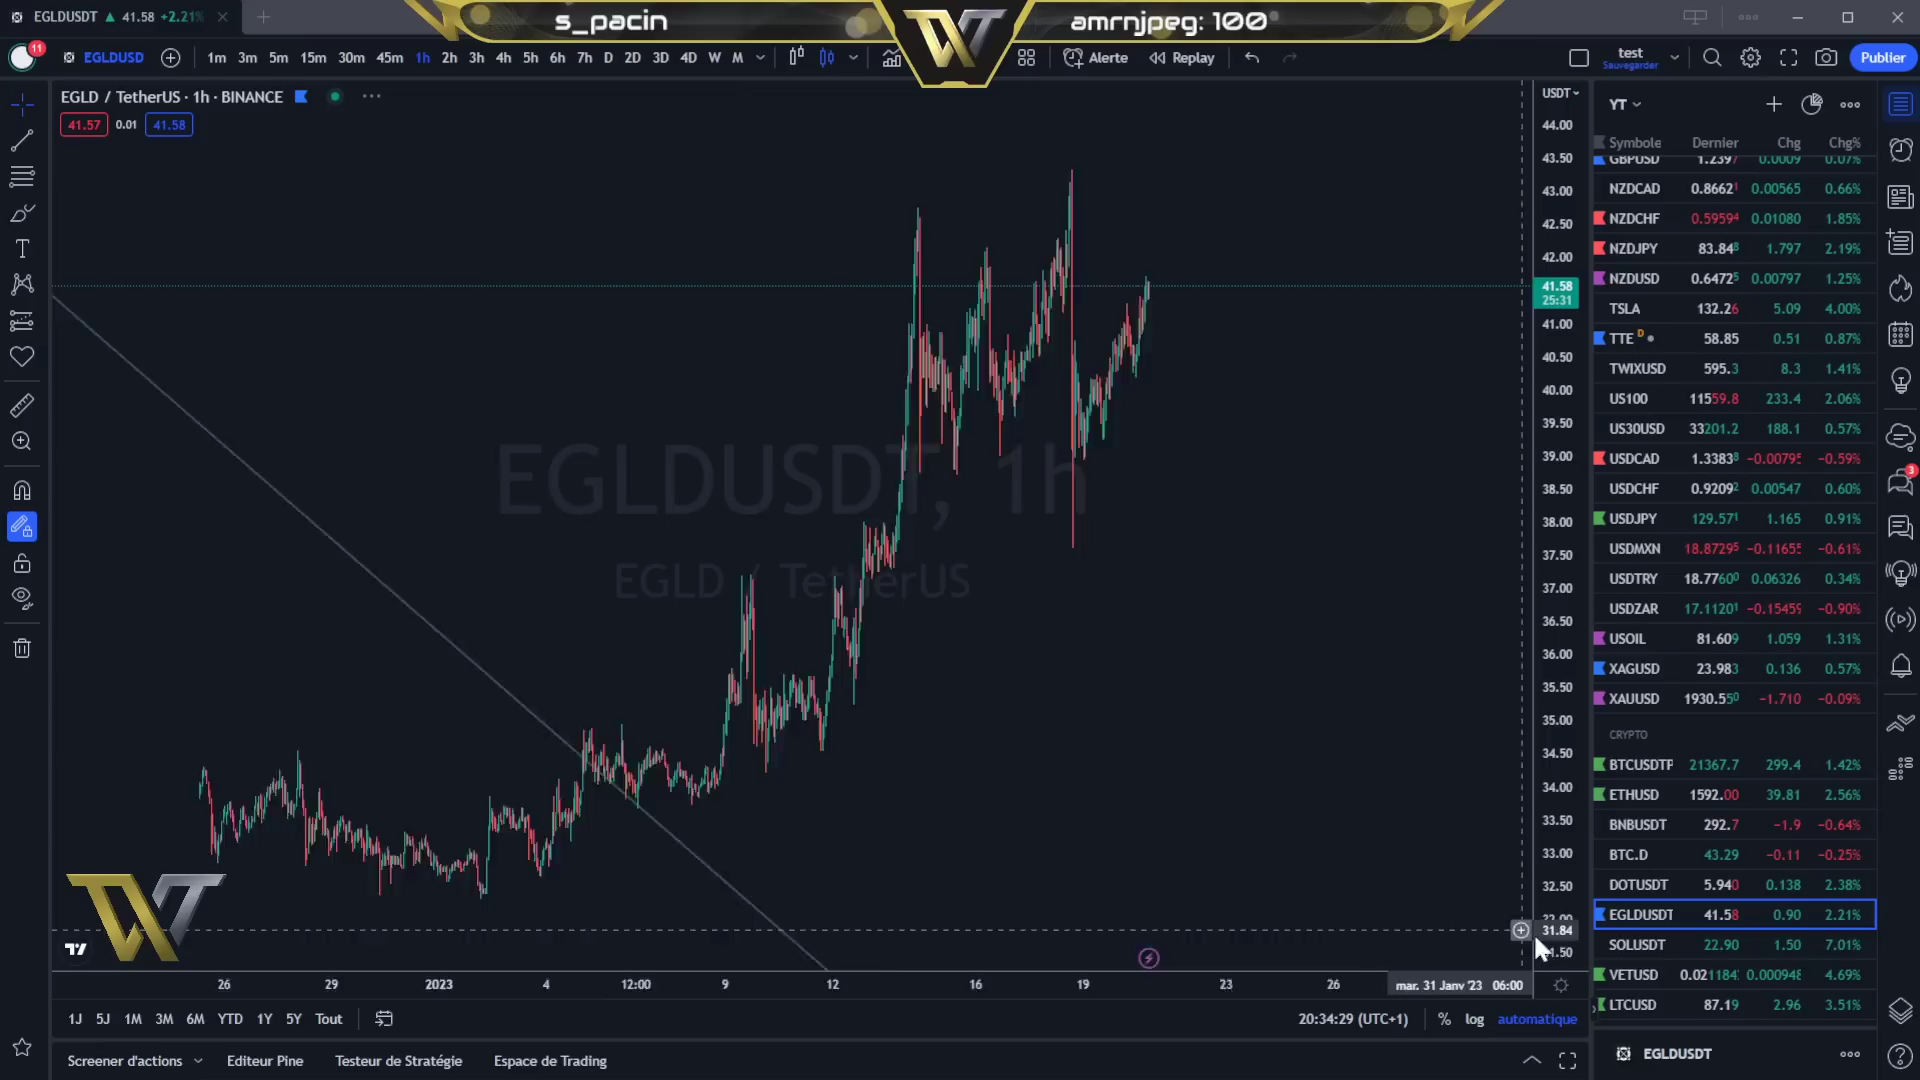 EGLDUSDT ▲ 41.58 +2.21%
s_pacin
amrnjpeg: 100
11
EGLDUSD
1m 3m 5m 15m 30m 45m 1h 2h 3h 4h 5h 6h 7h D 2D 3D 4D W M
Alerte
Replay
test
Sauvegarder
Publier
EGLD / TetherUS · 1h · BINANCE
41.57 0.01 41.58
EGLDUSDT, 1h
EGLD / TetherUS
USDT
44.00
43.50
43.00
42.50
42.00
41.58
25:31
41.00
40.50
40.00
39.50
39.00
38.50
38.00
37.50
37.00
36.50
36.00
35.50
35.00
34.50
34.00
33.50
33.00
32.50
31.84
26 29 2023 4 12:00 9 12 16 19 23 26 mar. 31 Janv '23 06:00
1J 5J 1M 3M 6M YTD 1Y 5Y Tout
20:34:29 (UTC+1) % log automatique
Screener d'actions Editeur Pine Testeur de Stratégie Espace de Trading
YT
Symbole Dernier Chg Chg%
GBPUSD 1.2397 0.0009 0.07%
NZDCAD 0.86621 0.00565 0.66%
NZDCHF 0.59594 0.01080 1.85%
NZDJPY 83.848 1.797 2.19%
NZDUSD 0.64725 0.00797 1.25%
TSLA 132.26 5.09 4.00%
TTE D 58.85 0.51 0.87%
TWIXUSD 595.3 8.3 1.41%
US100 11559.8 233.4 2.06%
US30USD 33201.2 188.1 0.57%
USDCAD 1.33838 −0.00795 −0.59%
USDCHF 0.92092 0.00547 0.60%
USDJPY 129.571 1.165 0.91%
USDMXN 18.87295 −0.11655 −0.61%
USDTRY 18.77600 0.06326 0.34%
USDZAR 17.11201 −0.15459 −0.90%
USOIL 81.609 1.059 1.31%
XAGUSD 23.983 0.136 0.57%
XAUUSD 1930.550 −1.710 −0.09%
CRYPTO
BTCUSDTP 21367.7 299.4 1.42%
ETHUSD 1592.00 39.81 2.56%
BNBUSDT 292.7 −1.9 −0.64%
BTC.D 43.29 −0.11 −0.25%
DOTUSDT 5.940 0.138 2.38%
EGLDUSDT 41.58 0.90 2.21%
SOLUSDT 22.90 1.50 7.01%
VETUSD 0.021184 0.000948 4.69%
LTCUSD 87.19 2.96 3.51%
EGLDUSDT
3